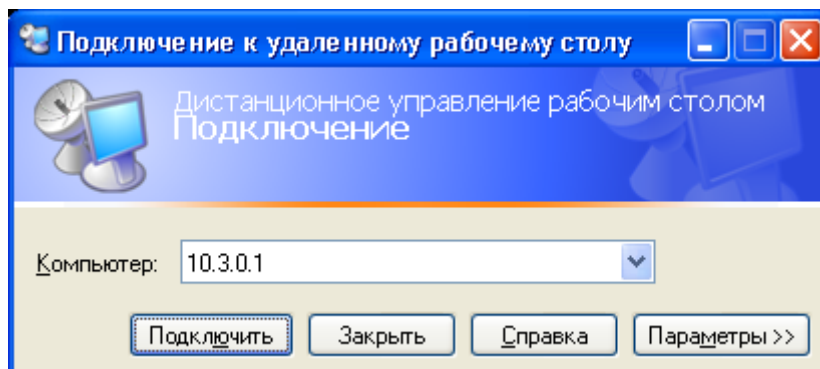 Подключение к удаленному рабочему столу
Дистанционное управление рабочим столом
Подключение
Компьютер: 10.3.0.1
Подключить Закрыть Справка Параметры >>